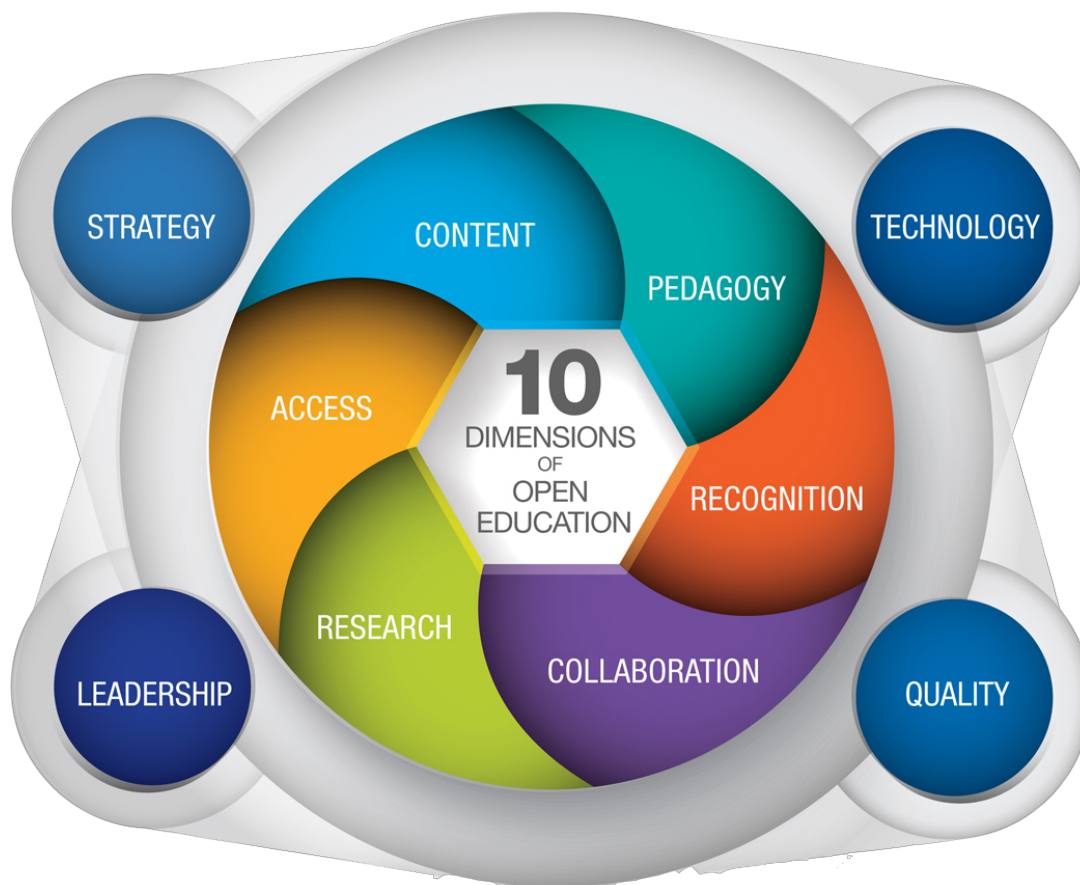 STRATEGY
TECHNOLOGY
CONTENT
PEDAGOGY
ACCESS
10
DIMENSIONS
OF
OPEN
EDUCATION
RECOGNITION
RESEARCH
COLLABORATION
LEADERSHIP
QUALITY